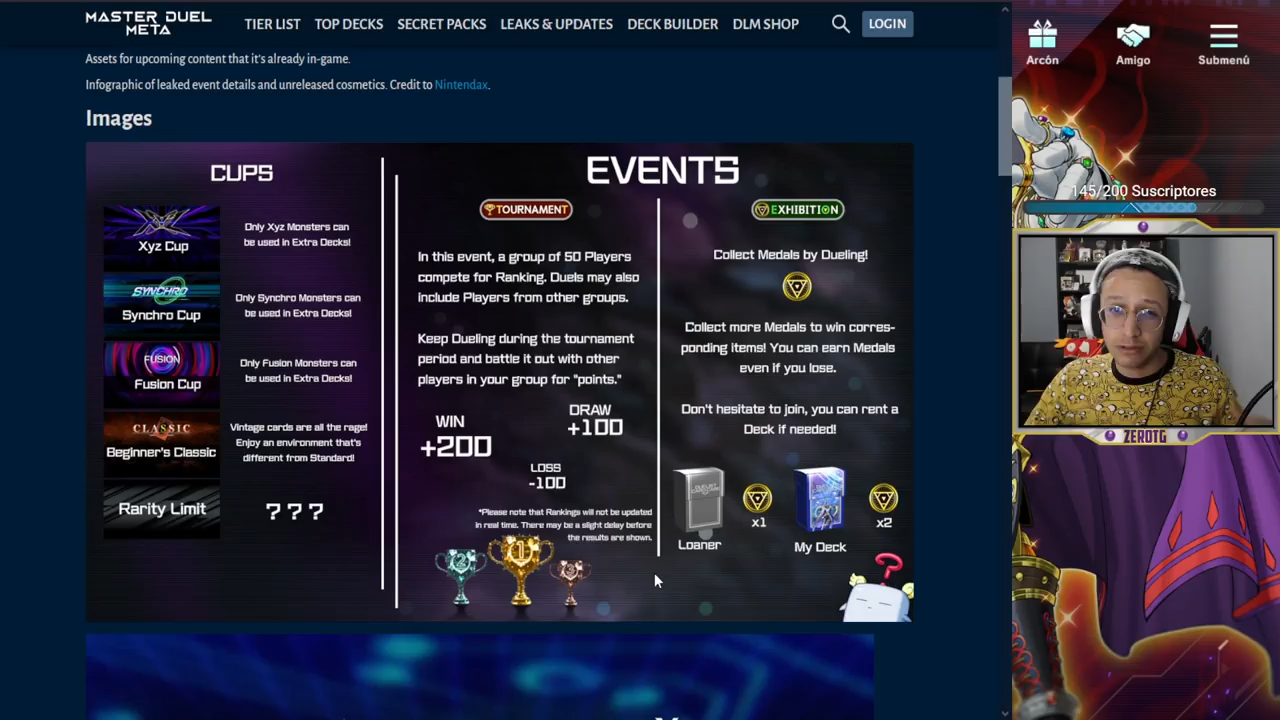 MASTER DUEL
META
TIER LIST
TOP DECKS
SECRET PACKS
LEAKS & UPDATES
DECK BUILDER
DLM SHOP
LOGIN
Assets for upcoming content that it's already in-game.
Infographic of leaked event details and unreleased cosmetics. Credit to Nintendax.
Images
CUPS
Xyz Cup
Only Xyz Monsters can
be used in Extra Decks!
SYNCHRO
Synchro Cup
Only Synchro Monsters can
be used in Extra Decks!
FUSION
Fusion Cup
Only Fusion Monsters can
be used in Extra Decks!
CLASSIC
Beginner's Classic
Vintage cards are all the rage!
Enjoy an environment that's
different from Standard!
Rarity Limit
? ? ?
EVENTS
TOURNAMENT
In this event, a group of 50 Players
compete for Ranking. Duels may also
include Players from other groups.
Keep Dueling during the tournament
period and battle it out with other
players in your group for "points."
WIN
+200
DRAW
+100
LOSS
-100
*Please note that Rankings will not be updated
in real time. There may be a slight delay before
the results are shown.
2
1
3
EXHIBITION
Collect Medals by Dueling!
Collect more Medals to win corres-
ponding items! You can earn Medals
even if you lose.
Don't hesitate to join, you can rent a
Deck if needed!
x1
Loaner
x2
My Deck
?
Arcón
Amigo
Submenú
145/200 Suscriptores
ZEROTG